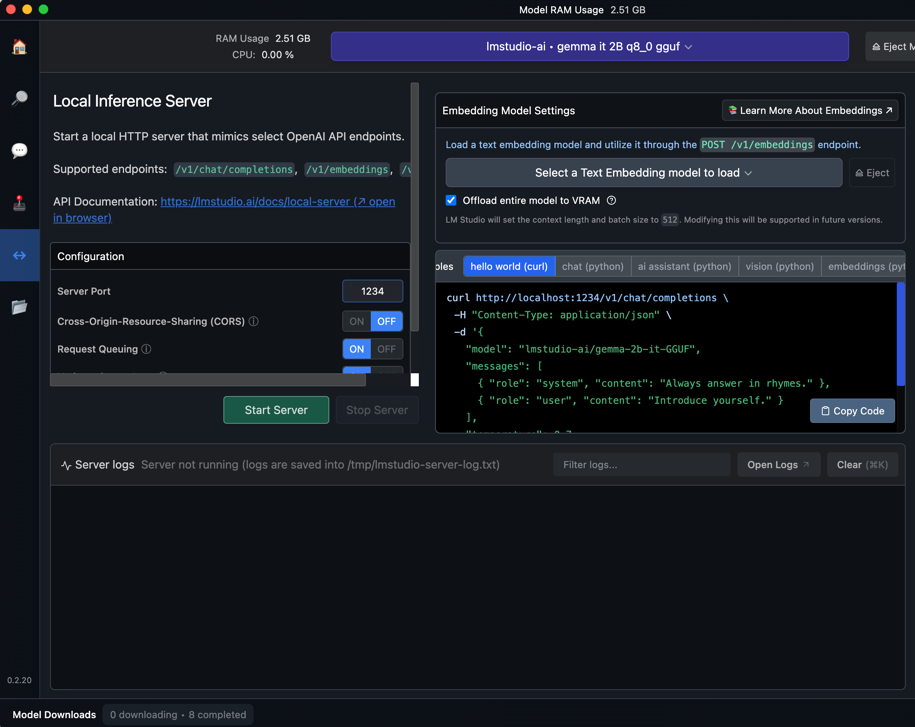 Model RAM Usage 2.51 GB
RAM Usage 2.51 GB
CPU: 0.00 %
lmstudio-ai • gemma it 2B q8_0 gguf
Eject M
Local Inference Server
Start a local HTTP server that mimics select OpenAI API endpoints.
Supported endpoints: /v1/chat/completions, /v1/embeddings, /v
API Documentation: https://lmstudio.ai/docs/local-server (↗ open
in browser)
Configuration
Server Port 1234
Cross-Origin-Resource-Sharing (CORS) ⓘ ON OFF
Request Queuing ⓘ ON OFF
Start Server
Stop Server
Embedding Model Settings
Learn More About Embeddings ↗
Load a text embedding model and utilize it through the POST /v1/embeddings endpoint.
Select a Text Embedding model to load
Eject
Offload entire model to VRAM
LM Studio will set the context length and batch size to 512. Modifying this will be supported in future versions.
ples hello world (curl) chat (python) ai assistant (python) vision (python) embeddings (pyt
curl http://localhost:1234/v1/chat/completions \
-H "Content-Type: application/json" \
-d '{
"model": "lmstudio-ai/gemma-2b-it-GGUF",
"messages": [
{ "role": "system", "content": "Always answer in rhymes." },
{ "role": "user", "content": "Introduce yourself." }
],
Copy Code
Server logs Server not running (logs are saved into /tmp/lmstudio-server-log.txt)
Filter logs...
Open Logs ↗
Clear (⌘K)
0.2.20
Model Downloads 0 downloading • 8 completed